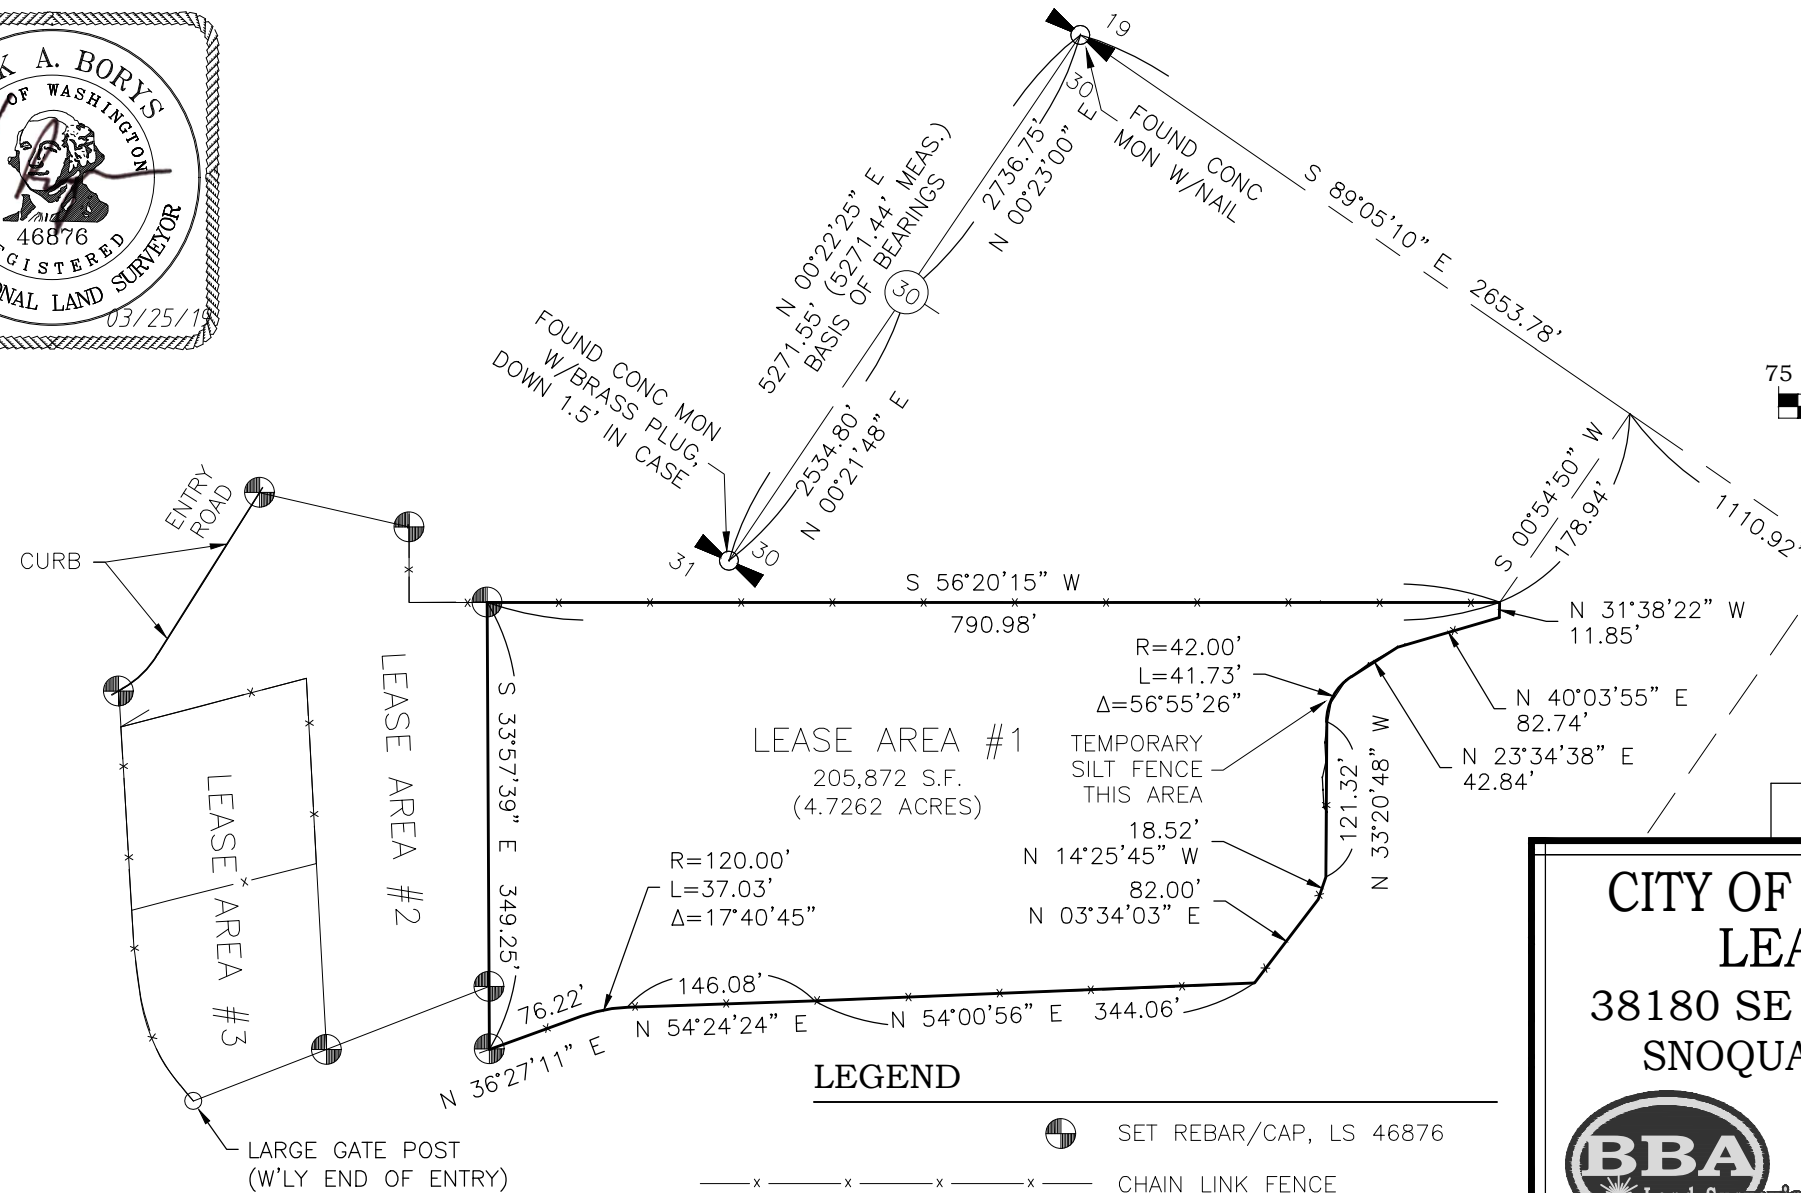 K A. BORYS
OF WASHINGTON
46876
GISTERED
NAL LAND SURVEYOR
03/25/19
19
30
FOUND CONC
MON W/NAIL
2736.75'
N 00°23'00" E
N 00°22'25" E
5271.55' (5271.44' MEAS.)
BASIS OF BEARINGS
30
S 89°05'10" E 2653.78'
FOUND CONC MON
W/BRASS PLUG,
DOWN 1.5' IN CASE
2534.80'
N 00°21'48" E
31
30
75
S 00°54'50" W
178.94'
1110.92'
ENTRY
ROAD
CURB
S 56°20'15" W
790.98'
N 31°38'22" W
11.85'
R=42.00'
L=41.73'
Δ=56°55'26"
N 40°03'55" E
82.74'
N 23°34'38" E
42.84'
LEASE AREA #1
205,872 S.F.
(4.7262 ACRES)
TEMPORARY
SILT FENCE
THIS AREA
121.32'
N 33°20'48" W
18.52'
N 14°25'45" W
82.00'
N 03°34'03" E
LEASE AREA #2
S 33°57'39" E 349.25'
LEASE AREA #3
R=120.00'
L=37.03'
Δ=17°40'45"
76.22'
N 36°27'11" E
146.08'
N 54°24'24" E
N 54°00'56" E 344.06'
LARGE GATE POST
(W'LY END OF ENTRY)
LEGEND
SET REBAR/CAP, LS 46876
CHAIN LINK FENCE
CITY OF
LEA
38180 SE
SNOQUA
BBA